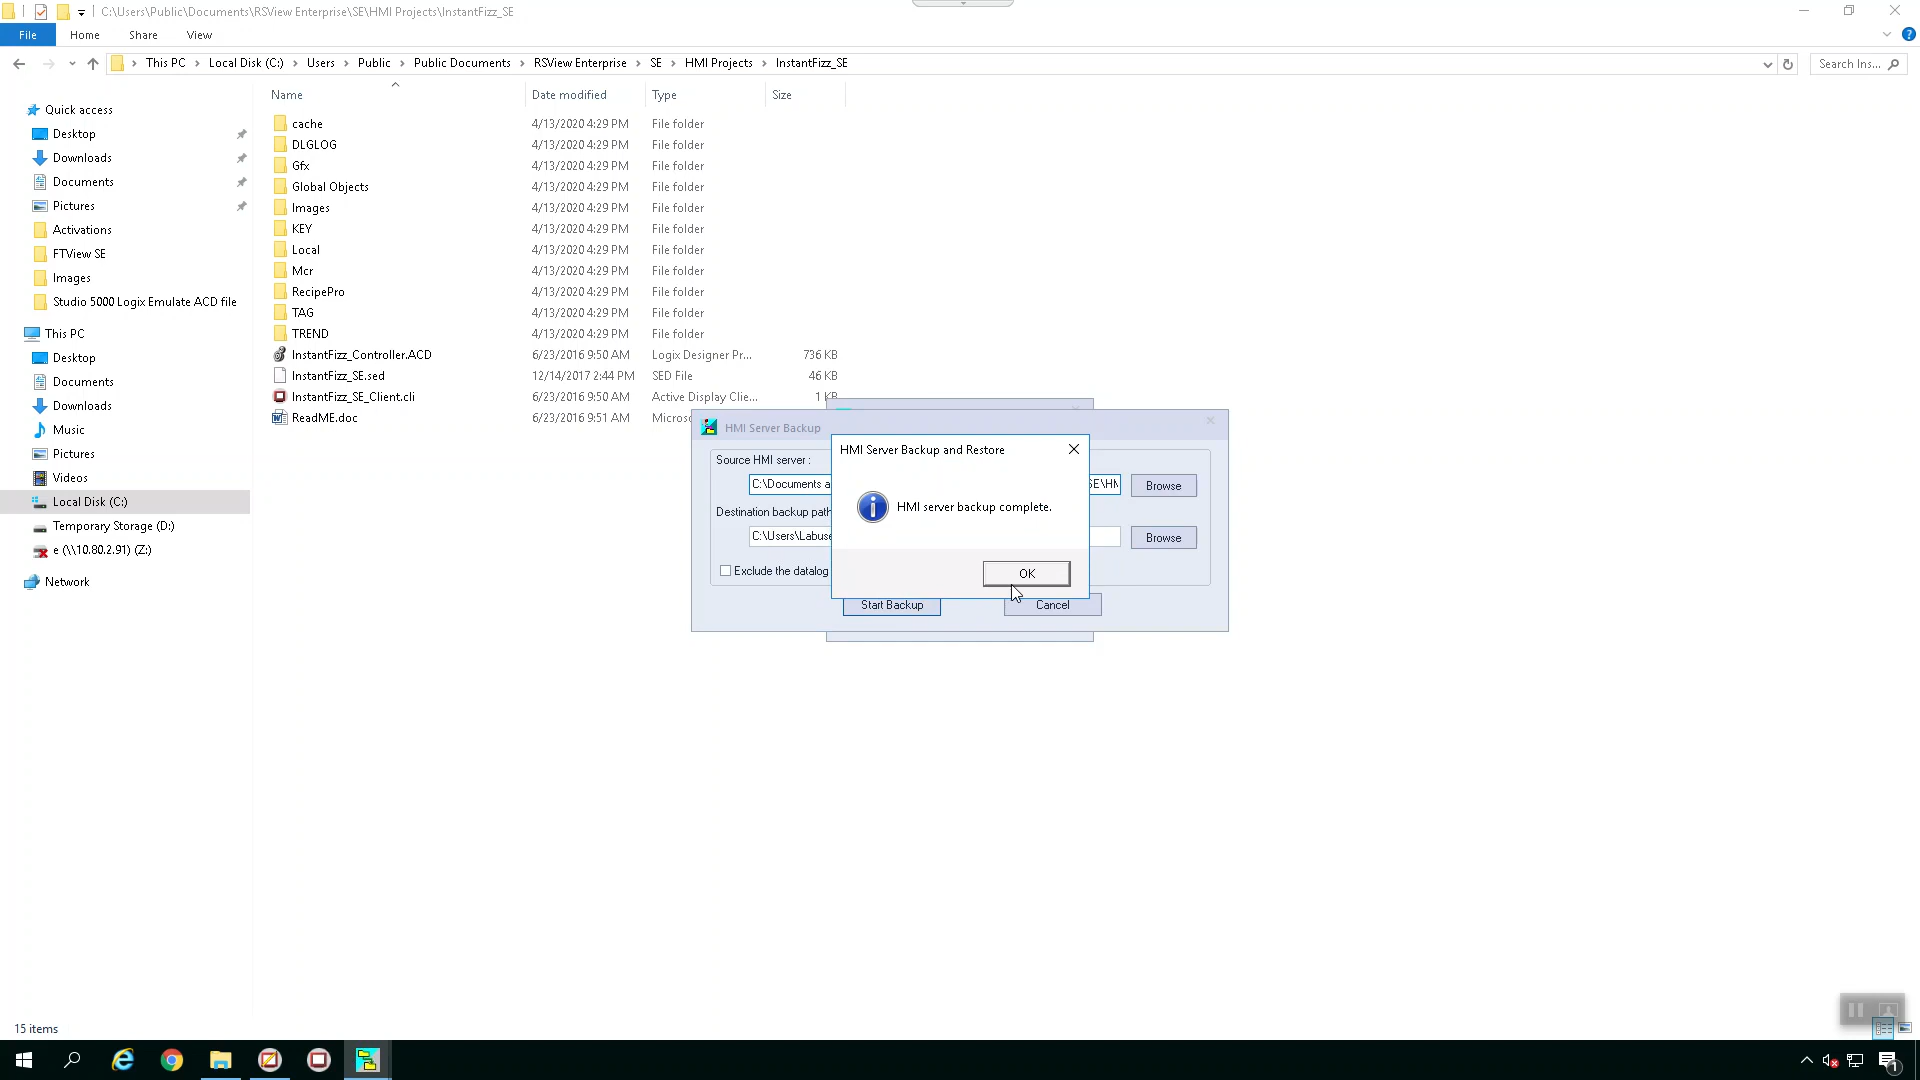 C:\Users\Public\Documents\RSView Enterprise\SE\HMI Projects\InstantFizz_SE
File Home Share View
This PC Local Disk (C:) Users Public Public Documents RSView Enterprise SE HMI Projects InstantFizz_SE
Search Ins...
Name Date modified Type Size
Quick access
Desktop
Downloads
Documents
Pictures
Activations
FTView SE
Images
Studio 5000 Logix Emulate ACD file
This PC
Desktop
Documents
Downloads
Music
Pictures
Videos
Local Disk (C:)
Temporary Storage (D:)
e (\\10.80.2.91) (Z:)
Network
cache 4/13/2020 4:29 PM File folder
DLGLOG 4/13/2020 4:29 PM File folder
Gfx 4/13/2020 4:29 PM File folder
Global Objects 4/13/2020 4:29 PM File folder
Images 4/13/2020 4:29 PM File folder
KEY 4/13/2020 4:29 PM File folder
Local 4/13/2020 4:29 PM File folder
Mcr 4/13/2020 4:29 PM File folder
RecipePro 4/13/2020 4:29 PM File folder
TAG 4/13/2020 4:29 PM File folder
TREND 4/13/2020 4:29 PM File folder
InstantFizz_Controller.ACD 6/23/2016 9:50 AM Logix Designer Pr... 736 KB
InstantFizz_SE.sed 12/14/2017 2:44 PM SED File 46 KB
InstantFizz_SE_Client.cli 6/23/2016 9:50 AM Active Display Clie... 1 KB
ReadME.doc 6/23/2016 9:51 AM
HMI Server Backup
Source HMI server :
C:\Documents
Browse
Destination backup path
C:\Users\Labuse
Browse
Exclude the datalog
Start Backup Cancel
HMI Server Backup and Restore
HMI server backup complete.
OK
15 items
1